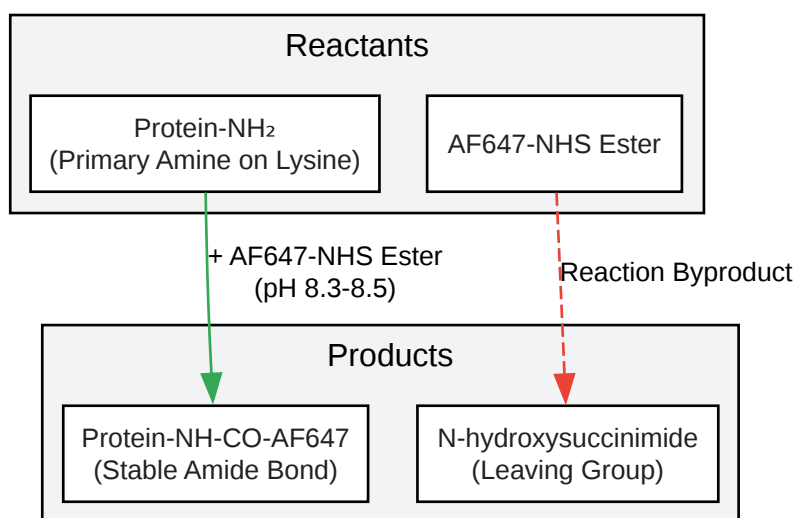 Reactants
Protein-NH₂
(Primary Amine on Lysine)
AF647-NHS Ester
+ AF647-NHS Ester
(pH 8.3-8.5)
Reaction Byproduct
Products
Protein-NH-CO-AF647
(Stable Amide Bond)
N-hydroxysuccinimide
(Leaving Group)